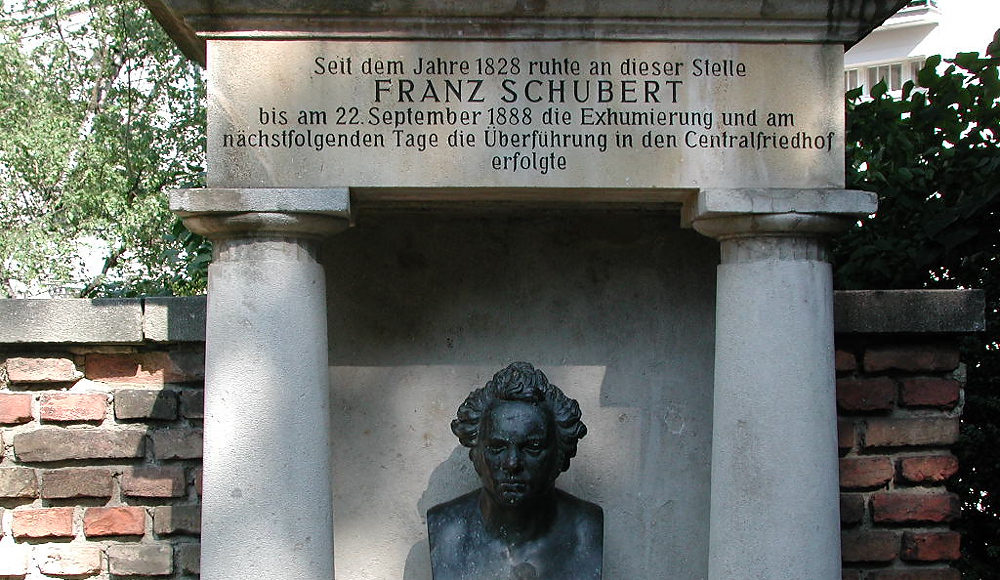 Seit dem Jahre 1828 ruhte an dieser Stelle
FRANZ SCHUBERT
bis am 22. September 1888 die Exhumierung und am
nächstfolgenden Tage die Überführung in den Centralfriedhof
erfolgte